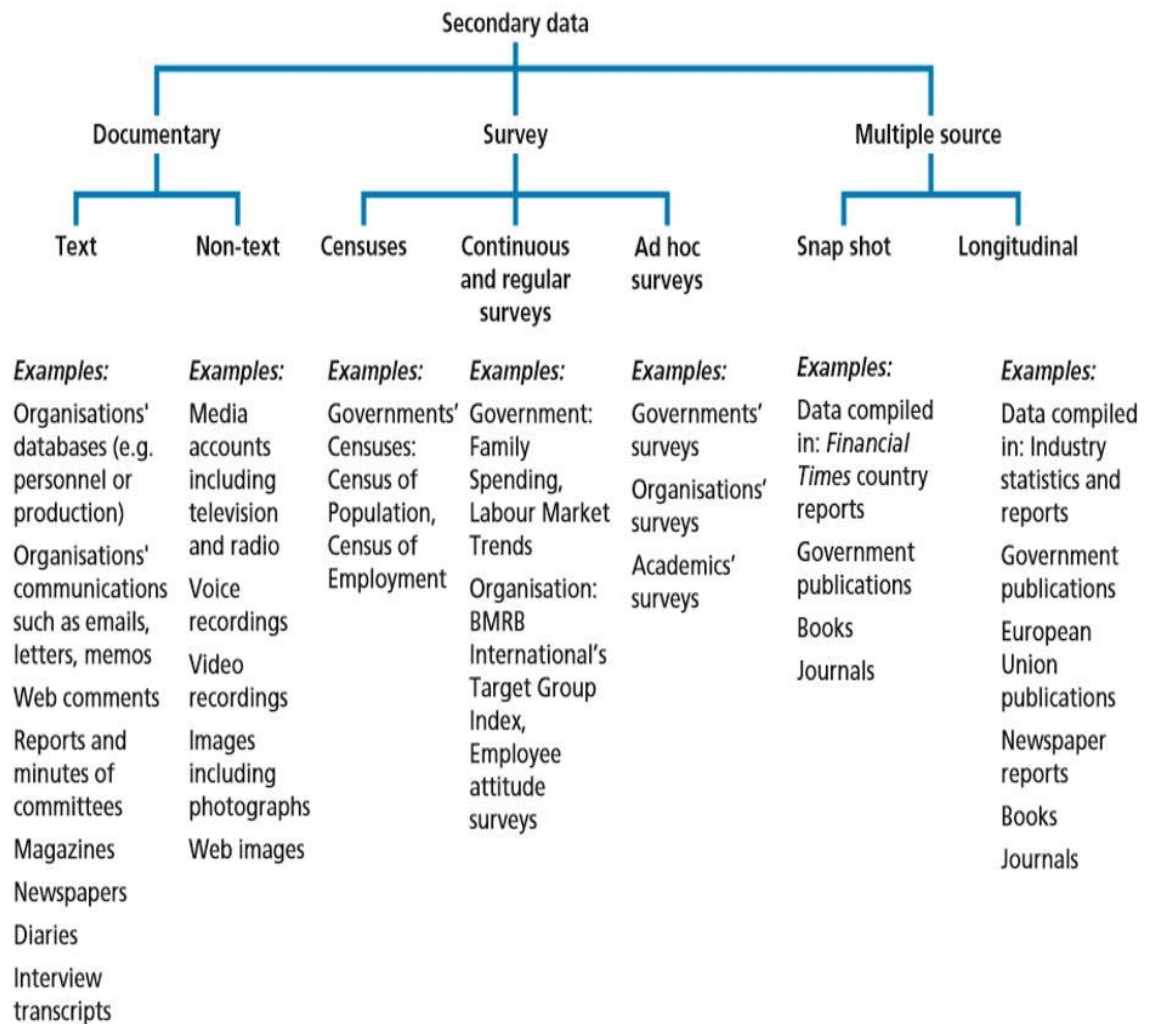 Secondary data
Documentary
Survey
Multiple source
Text
Non-text
Censuses
Continuous
and regular
surveys
Ad hoc
surveys
Snap shot
Longitudinal
Examples:
Organisations'
databases (e.g.
personnel or
production)
Organisations'
communications
such as emails,
letters, memos
Web comments
Reports and
minutes of
committees
Magazines
Newspapers
Diaries
Interview
transcripts
Examples:
Media
accounts
including
television
and radio
Voice
recordings
Video
recordings
Images
including
photographs
Web images
Examples:
Governments’
Censuses:
Census of
Population,
Census of
Employment
Examples:
Government:
Family
Spending,
Labour Market
Trends
Organisation:
BMRB
International’s
Target Group
Index,
Employee
attitude
surveys
Examples:
Governments’
surveys
Organisations’
surveys
Academics’
surveys
Examples:
Data compiled
in: Financial
Times country
reports
Government
publications
Books
Journals
Examples:
Data compiled
in: Industry
statistics and
reports
Government
publications
European
Union
publications
Newspaper
reports
Books
Journals